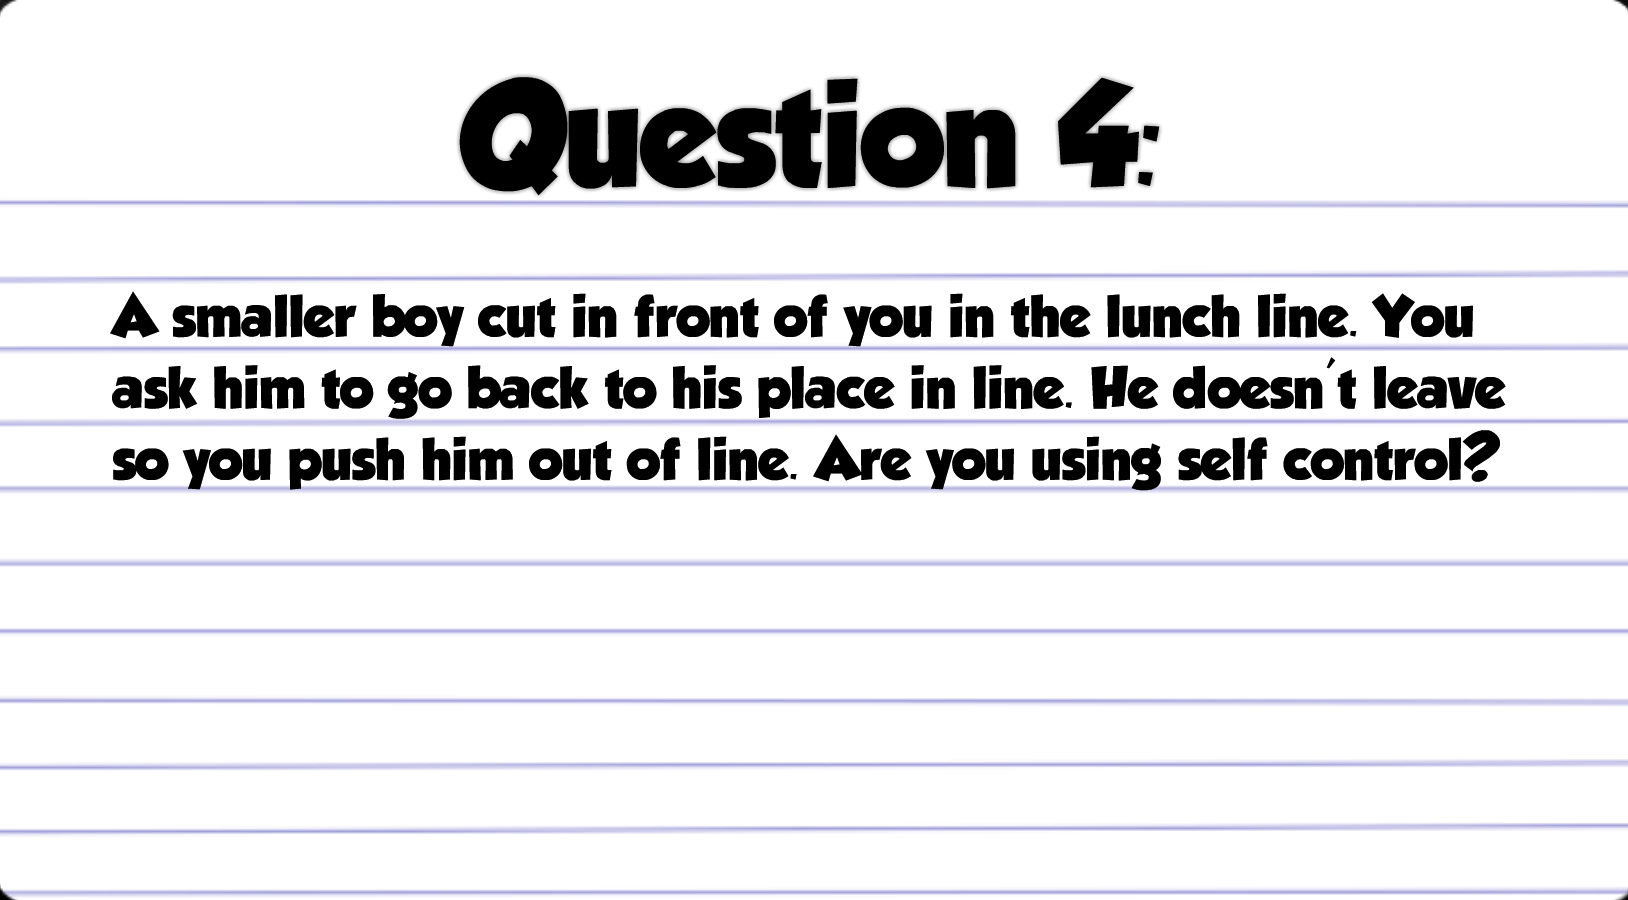 Question 4:
A smaller boy cut in front of you in the lunch line. You
ask him to go back to his place in line. He doesn't leave
so you push him out of line. Are you using self control?